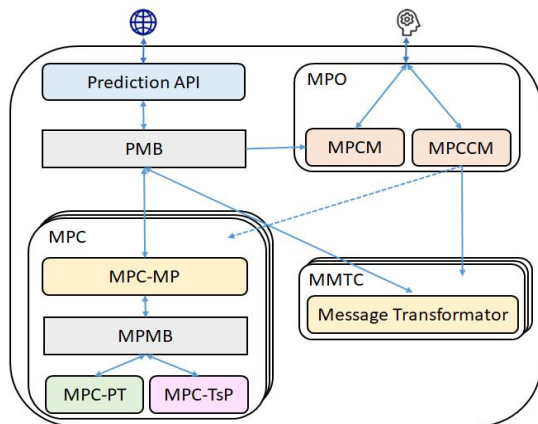 Prediction API
MPO
PMB
MPCM
MPCCM
MPC
MPC-MP
MMTC
Message Transformator
MPMB
MPC-PT
MPC-TsP